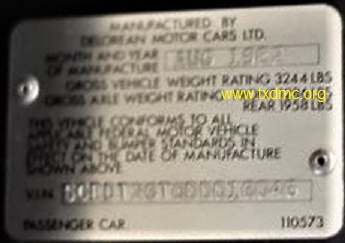 MANUFACTURED BY
DELOREAN MOTOR CARS LTD.
MONTH AND YEAR AUG
OF MANUFACTURE
GROSS VEHICLE WEIGHT RATING 3244 LBS
GROSS AXLE WEIGHT RATING
www.txdmc.org
REAR 1958 LBS
THIS VEHICLE CONFORMS TO ALL
APPLICABLE FEDERAL MOTOR VEHICLE
SAFETY AND BUMPER STANDARDS IN
EFFECT ON THE DATE OF MANUFACTURE
SHOWN ABOVE
V.I.N.
PASSENGER CAR. 110573